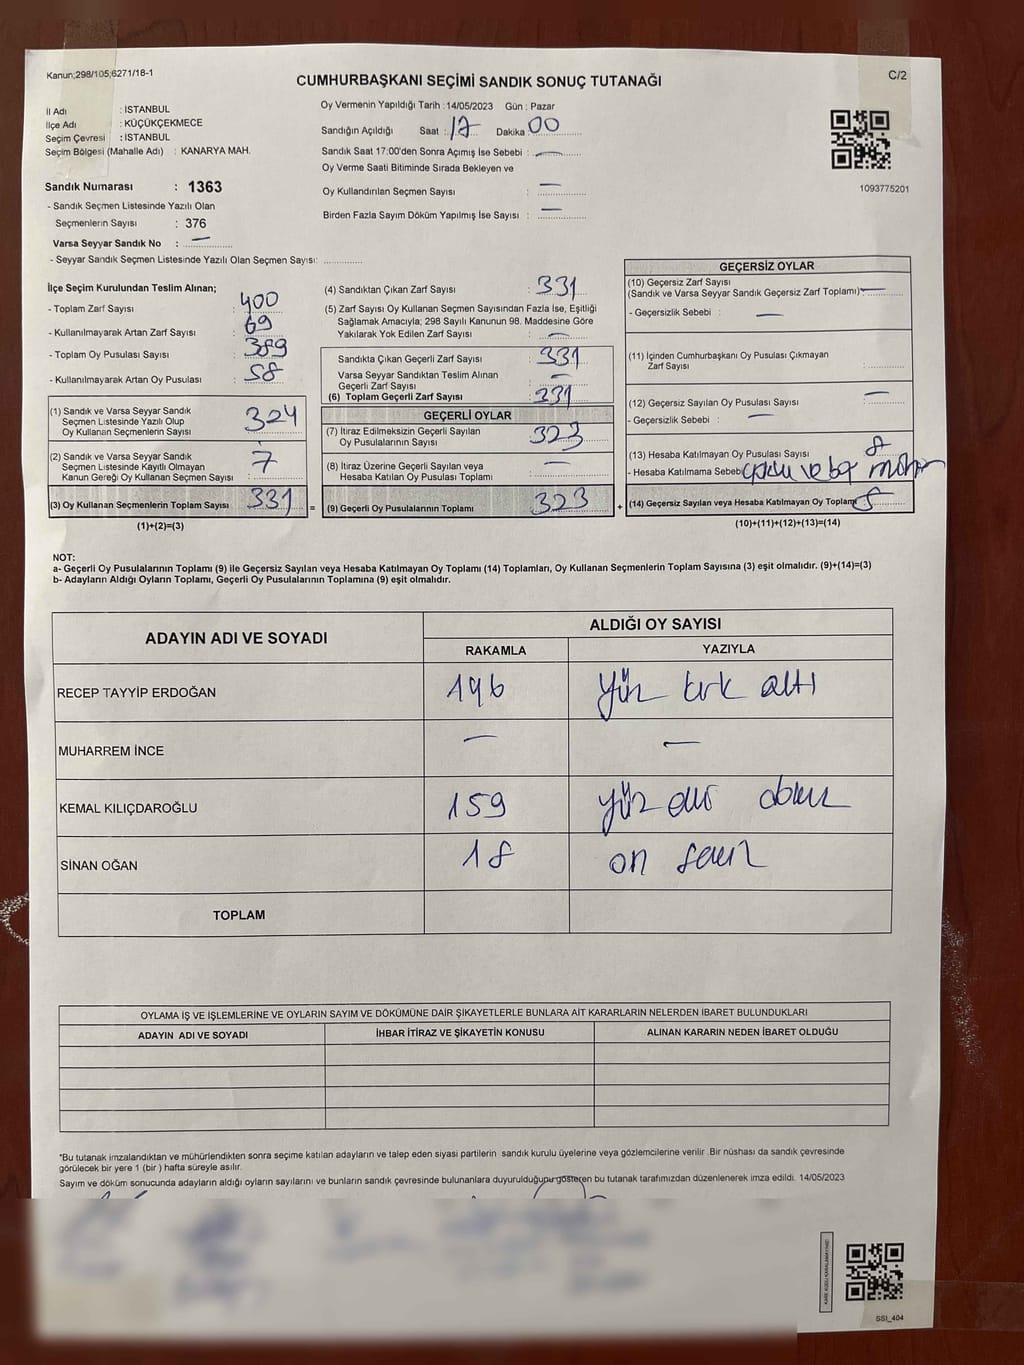 Kanun;298/105;6271/18-1
CUMHURBAŞKANI SEÇİMİ SANDIK SONUÇ TUTANAĞI
C/2
İl Adı : İSTANBUL
İlçe Adı : KÜÇÜKÇEKMECE
Seçim Çevresi : İSTANBUL
Seçim Bölgesi (Mahalle Adı) : KANARYA MAH.
Oy Vermenin Yapıldığı Tarih : 14/05/2023 Gün : Pazar
Sandığın Açıldığı Saat : 17 Dakika 00
Sandık Saat 17:00'den Sonra Açımış İse Sebebi : —
Oy Verme Saati Bitiminde Sırada Bekleyen ve
Oy Kullandırılan Seçmen Sayısı : —
Birden Fazla Sayım Döküm Yapılmış İse Sayısı : —
1093775201
Sandık Numarası : 1363
- Sandık Seçmen Listesinde Yazılı Olan
Seçmenlerin Sayısı : 376
Varsa Seyyar Sandık No : —
- Seyyar Sandık Seçmen Listesinde Yazılı Olan Seçmen Sayısı:
İlçe Seçim Kurulundan Teslim Alınan;
- Toplam Zarf Sayısı : 400
- Kullanılmayarak Artan Zarf Sayısı : 69
- Toplam Oy Pusulası Sayısı : 389
- Kullanılmayarak Artan Oy Pusulası : 58
(1) Sandık ve Varsa Seyyar Sandık
Seçmen Listesinde Yazılı Olup
Oy Kullanan Seçmenlerin Sayısı : 324
(2) Sandık ve Varsa Seyyar Sandık
Seçmen Listesinde Kayıtlı Olmayan
Kanun Gereği Oy Kullanan Seçmen Sayısı : 7
(3) Oy Kullanan Seçmenlerin Toplam Sayısı : 331 =
(1)+(2)=(3)
(4) Sandıktan Çıkan Zarf Sayısı : 331
(5) Zarf Sayısı Oy Kullanan Seçmen Sayısından Fazla İse, Eşitliği
Sağlamak Amacıyla; 298 Sayılı Kanunun 98. Maddesine Göre
Yakılarak Yok Edilen Zarf Sayısı : —
Sandıkta Çıkan Geçerli Zarf Sayısı : 331
Varsa Seyyar Sandıktan Teslim Alınan
Geçerli Zarf Sayısı : —
(6) Toplam Geçerli Zarf Sayısı : 331
GEÇERLİ OYLAR
(7) İtiraz Edilmeksizin Geçerli Sayılan
Oy Pusulalarının Sayısı : 323
(8) İtiraz Üzerine Geçerli Sayılan veya
Hesaba Katılan Oy Pusulası Toplamı : —
(9) Geçerli Oy Pusulalarının Toplamı : 323 +
GEÇERSİZ OYLAR
(10) Geçersiz Zarf Sayısı
(Sandık ve Varsa Seyyar Sandık Geçersiz Zarf Toplamı) : —
- Geçersizlik Sebebi : —
(11) İçinden Cumhurbaşkanı Oy Pusulası Çıkmayan
Zarf Sayısı :
(12) Geçersiz Sayılan Oy Pusulası Sayısı : —
- Geçersizlik Sebebi : —
(13) Hesaba Katılmayan Oy Pusulası Sayısı : 8
- Hesaba Katılmama Sebebi ve
(14) Geçersiz Sayılan veya Hesaba Katılmayan Oy Toplamı 8
(10)+(11)+(12)+(13)=(14)
NOT:
a- Geçerli Oy Pusulalarının Toplamı (9) ile Geçersiz Sayılan veya Hesaba Katılmayan Oy Toplamı (14) Toplamları, Oy Kullanan Seçmenlerin Toplam Sayısına (3) eşit olmalıdır. (9)+(14)=(3)
b- Adayların Aldığı Oyların Toplamı, Geçerli Oy Pusulalarının Toplamına (9) eşit olmalıdır.
ADAYIN ADI VE SOYADI ALDIĞI OY SAYISI
RAKAMLA YAZIYLA
RECEP TAYYİP ERDOĞAN 146 yüz kırk altı
MUHARREM İNCE — —
KEMAL KILIÇDAROĞLU 159 yüz elli dokuz
SİNAN OĞAN 18 on sekiz
TOPLAM
OYLAMA İŞ VE İŞLEMLERİNE VE OYLARIN SAYIM VE DÖKÜMÜNE DAİR ŞİKAYETLERLE BUNLARA AİT KARARLARIN NELERDEN İBARET BULUNDUKLARI
ADAYIN ADI VE SOYADI İHBAR İTİRAZ VE ŞİKAYETİN KONUSU ALINAN KARARIN NEDEN İBARET OLDUĞU
*Bu tutanak imzalandıktan ve mühürlendikten sonra seçime katılan adayların ve talep eden siyasi partilerin sandık kurulu üyelerine veya gözlemcilerine verilir .Bir nüshası da sandık çevresinde
görülecek bir yere 1 (bir ) hafta süreyle asılır.
Sayım ve döküm sonucunda adayların aldığı oyların sayılarını ve bunların sandık çevresinde bulunanlara duyurulduğunu gösteren bu tutanak tarafımızdan düzenlenerek imza edildi. 14/05/2023
SSI_404